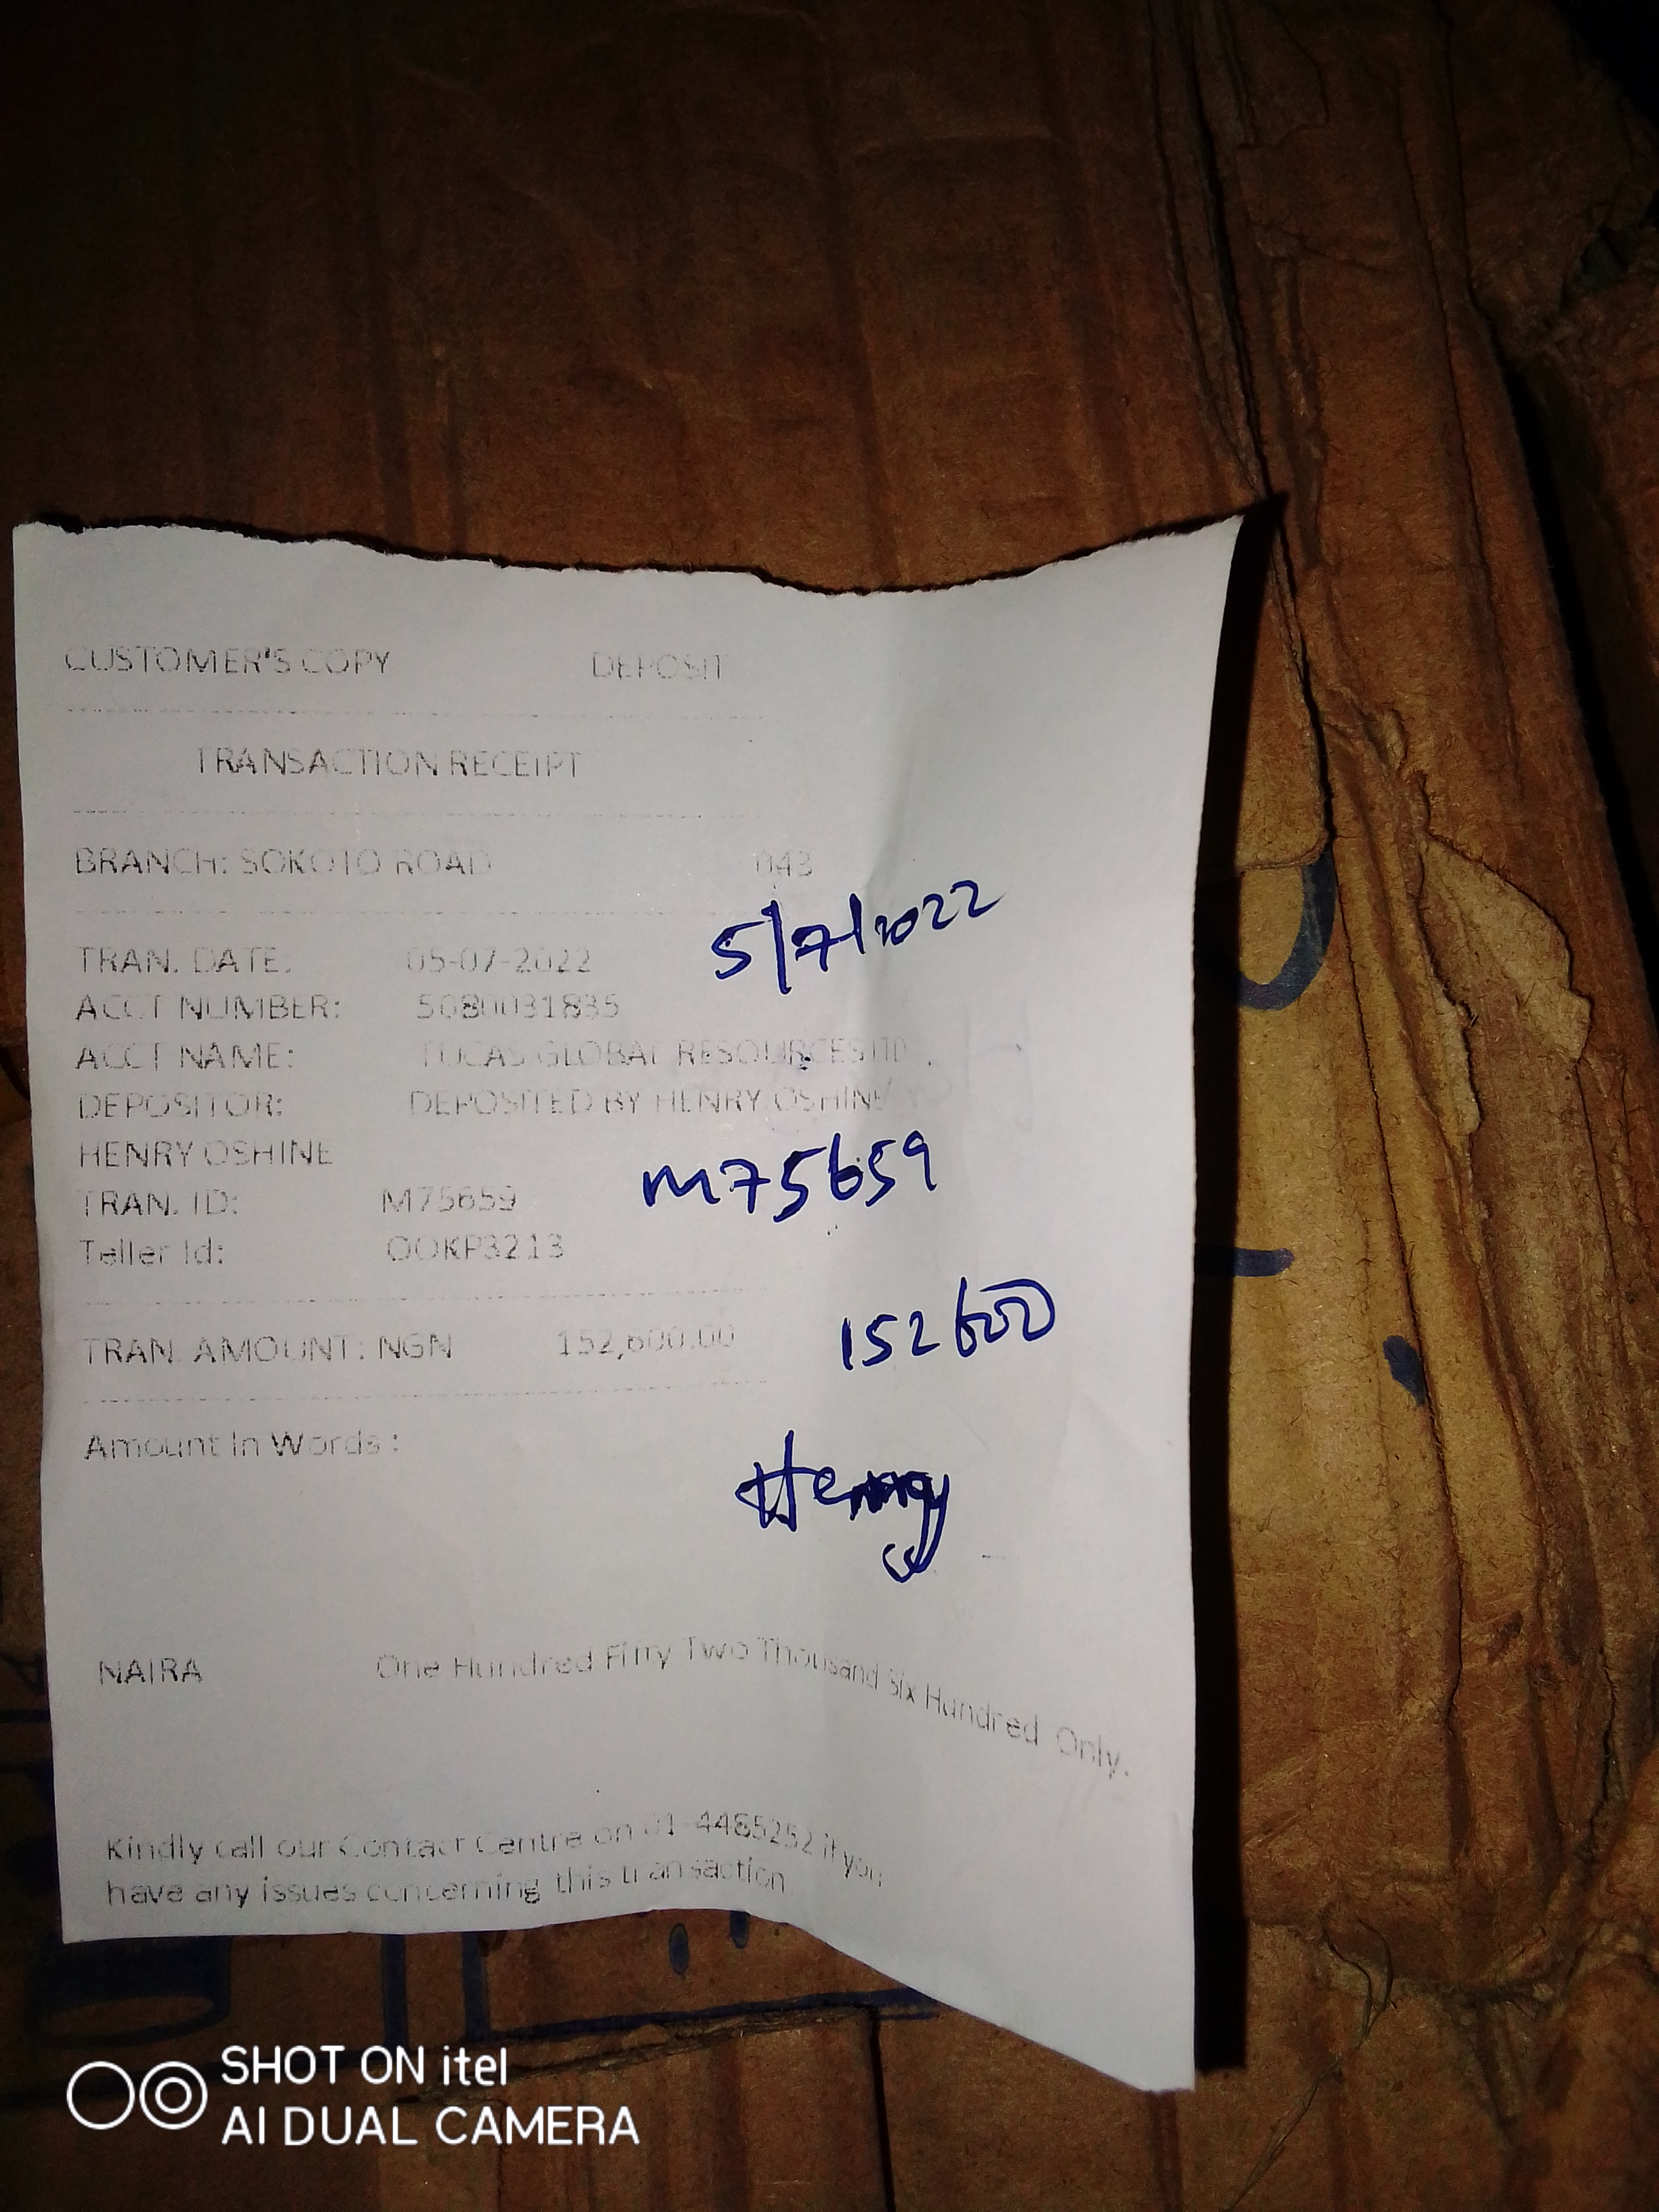 CUSTOMER'S COPY DEPOSIT
TRANSACTION RECEIPT
BRANCH: SOKOTO ROAD 043
TRAN. DATE: 05-07-2022 5/7/2022
ACCT NUMBER: 5080031835
ACCT NAME: TUCAS GLOBAL RESOURCES LTD
DEPOSITOR: DEPOSITED BY HENRY OSHINE
HENRY OSHINE
TRAN. ID: M75659 M75659
Teller Id: OOKP3213
TRAN. AMOUNT: NGN 152,600.00 152600
Amount In Words :
Henry
NAIRA One Hundred Fifty Two Thousand Six Hundred Only.
Kindly call our Contact Centre on 01-4485252 if you
have any issues concerning this transaction
SHOT ON itel
AI DUAL CAMERA